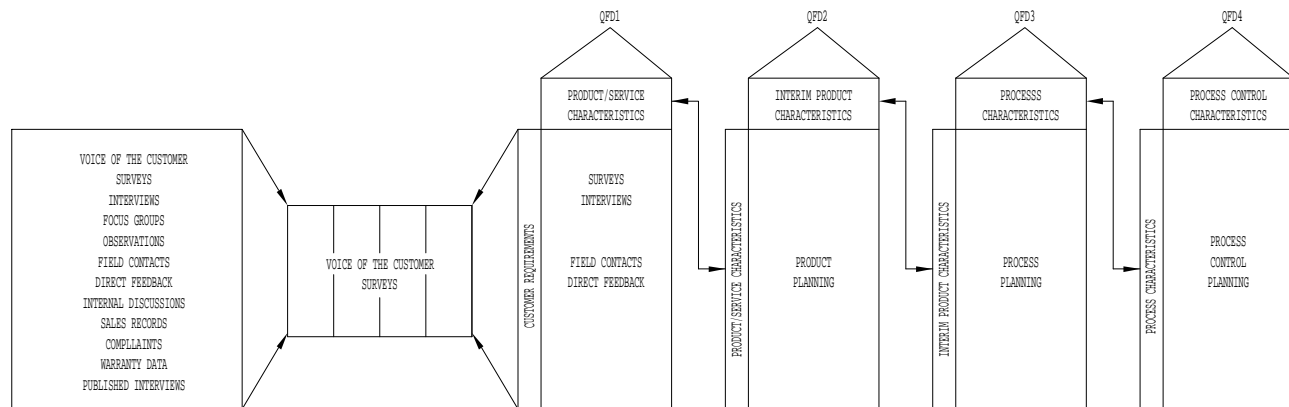 QFD1
QFD2
QFD3
QFD4
PRODUCT/SERVICE
CHARACTERISTICS
INTERIM PRODUCT
CHARACTERISTICS
PROCESSS
CHARACTERISTICS
PROCESS CONTROL
CHARACTERISTICS
VOICE OF THE CUSTOMER
SURVEYS
INTERVIEWS
FOCUS GROUPS
OBSERVATIONS
FIELD CONTACTS
DIRECT FEEDBACK
INTERNAL DISCUSSIONS
SALES RECORDS
COMPLLAINTS
WARRANTY DATA
PUBLISHED INTERVIEWS
VOICE OF THE CUSTOMER
SURVEYS
CUSTOMER REQUIREMENTS
SURVEYS
INTERVIEWS
FIELD CONTACTS
DIRECT FEEDBACK
PRODUCT/SERVICE CHARACTERISTICS
PRODUCT
PLANNING
INTERIM PRODUCT CHARACTERISTICS
PROCESS
PLANNING
PROCESS CHARACTERISTICS
PROCESS
CONTROL
PLANNING